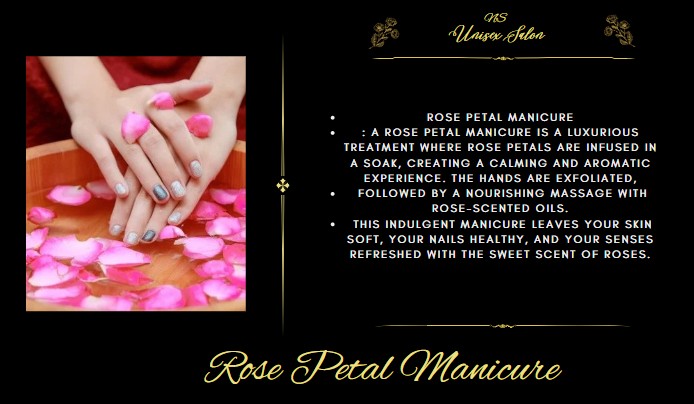 NS
Unisex Salon
• ROSE PETAL MANICURE
• : A ROSE PETAL MANICURE IS A LUXURIOUS
TREATMENT WHERE ROSE PETALS ARE INFUSED IN
A SOAK, CREATING A CALMING AND AROMATIC
EXPERIENCE. THE HANDS ARE EXFOLIATED,
• FOLLOWED BY A NOURISHING MASSAGE WITH
ROSE-SCENTED OILS.
• THIS INDULGENT MANICURE LEAVES YOUR SKIN
SOFT, YOUR NAILS HEALTHY, AND YOUR SENSES
REFRESHED WITH THE SWEET SCENT OF ROSES.
Rose Petal Manicure